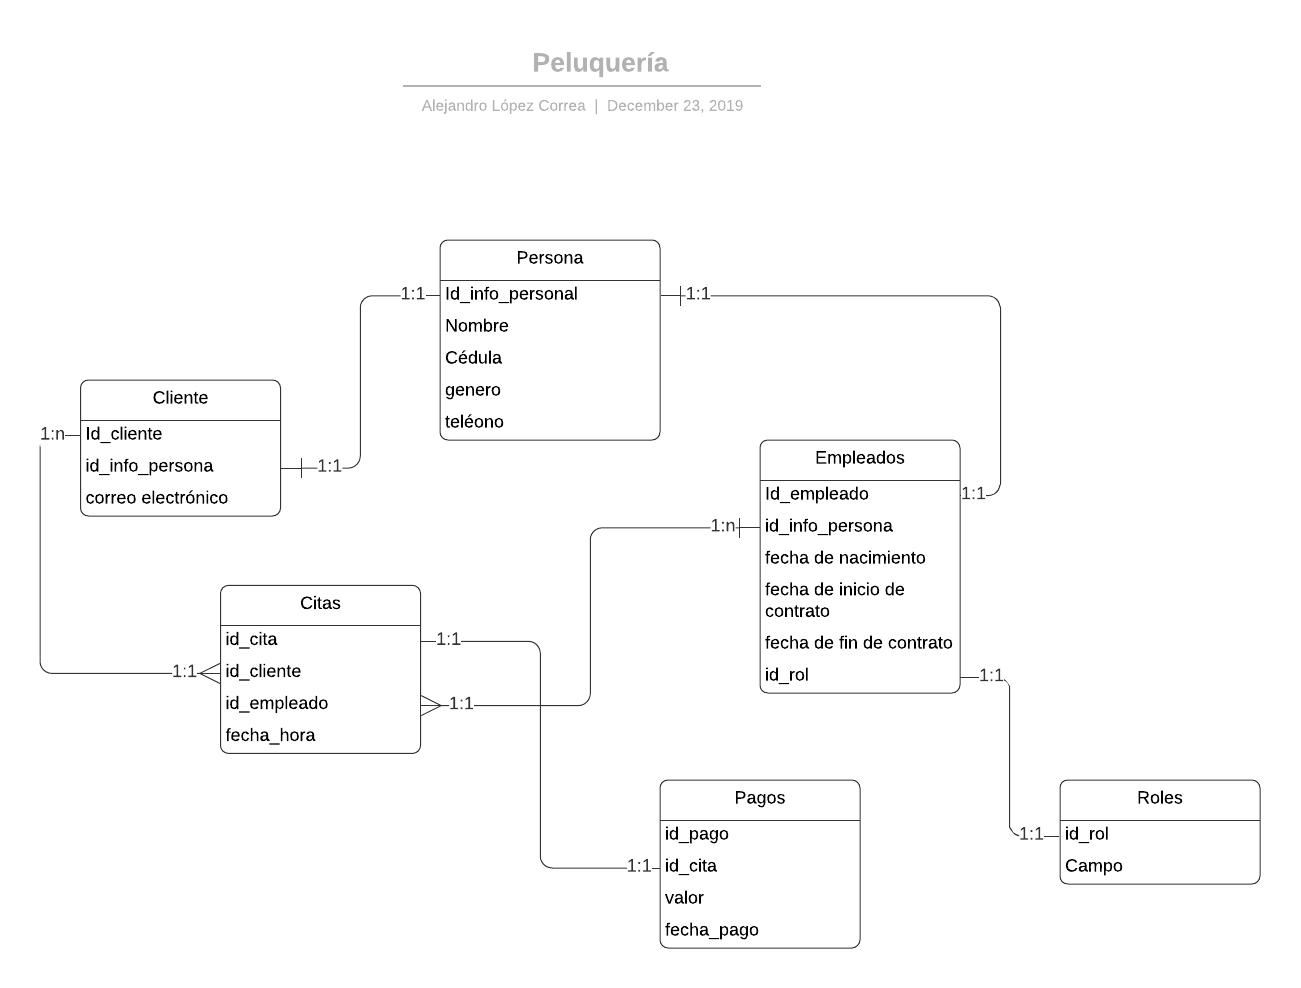 Peluquería
Alejandro López Correa | December 23, 2019
Persona
1:1
Id_info_personal
1:1
Nombre
Cédula
genero
teléono
Cliente
1:n
Id_cliente
id_info_persona
1:1
correo electrónico
Empleados
Id_empleado
1:1
1:n
id_info_persona
fecha de nacimiento
fecha de inicio de
contrato
fecha de fin de contrato
id_rol
1:1
Citas
id_cita
1:1
1:1
id_cliente
id_empleado
1:1
fecha_hora
Pagos
id_pago
1:1
id_cita
valor
fecha_pago
Roles
1:1
id_rol
Campo